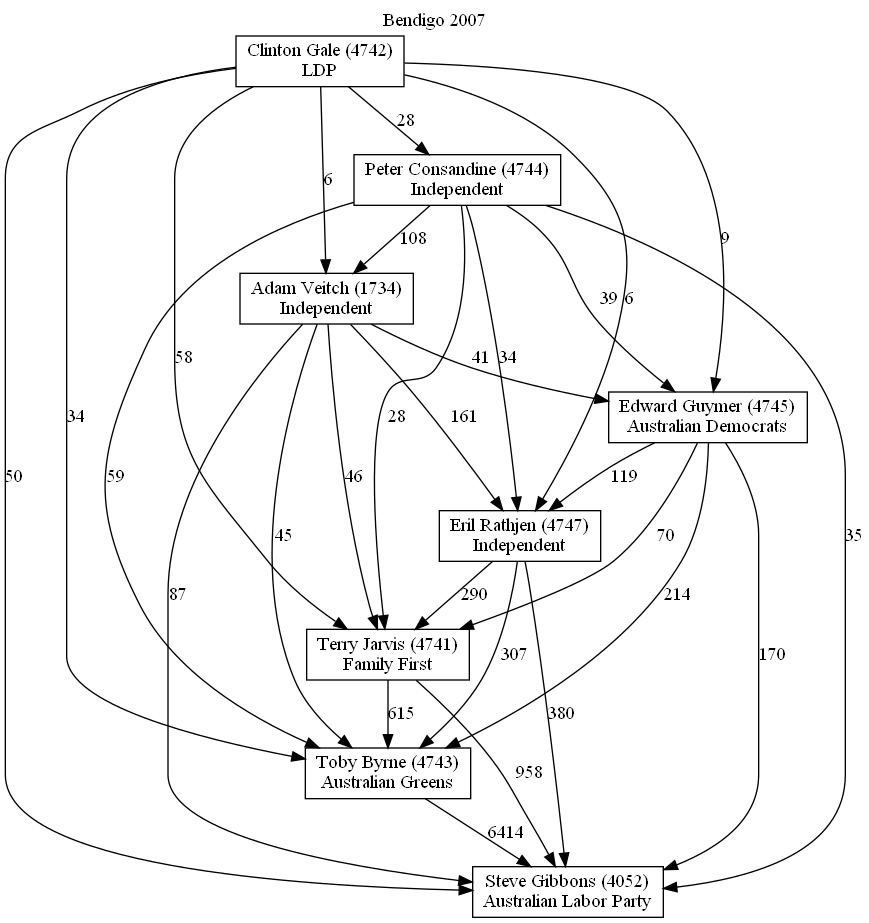 Bendigo 2007
Clinton Gale (4742)
LDP
28
Peter Consandine (4744)
Independent
6
108
9
Adam Veitch (1734)
Independent
39
6
58
41
34
34
28
161
Edward Guymer (4745)
Australian Democrats
50
59
46
119
Eril Rathjen (4747)
Independent
45
70
35
87
290
214
Terry Jarvis (4741)
Family First
307
170
615
380
Toby Byrne (4743)
Australian Greens
958
6414
Steve Gibbons (4052)
Australian Labor Party